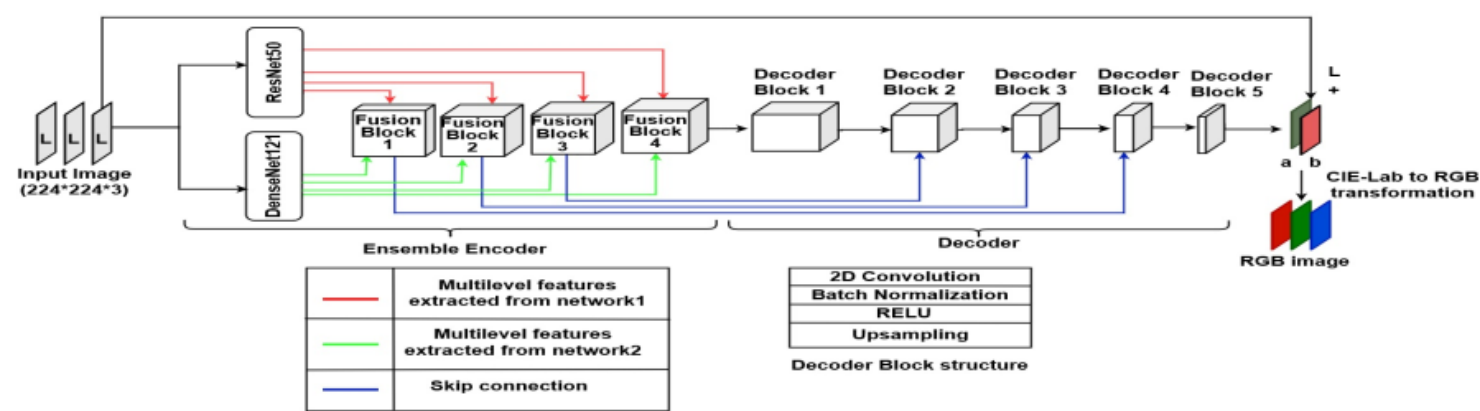 L L L
Input Image
(224*224*3)
ResNet50
DenseNet121
Fusion
Block
1
Fusion
Block
2
Fusion
Block
3
Fusion
Block
4
Decoder
Block 1
Decoder
Block 2
Decoder
Block 3
Decoder
Block 4
Decoder
Block 5
L
+
a b
CIE-Lab to RGB
transformation
RGB image
Ensemble Encoder
Decoder
Multilevel features
extracted from network1
Multilevel features
extracted from network2
Skip connection
2D Convolution
Batch Normalization
RELU
Upsampling
Decoder Block structure